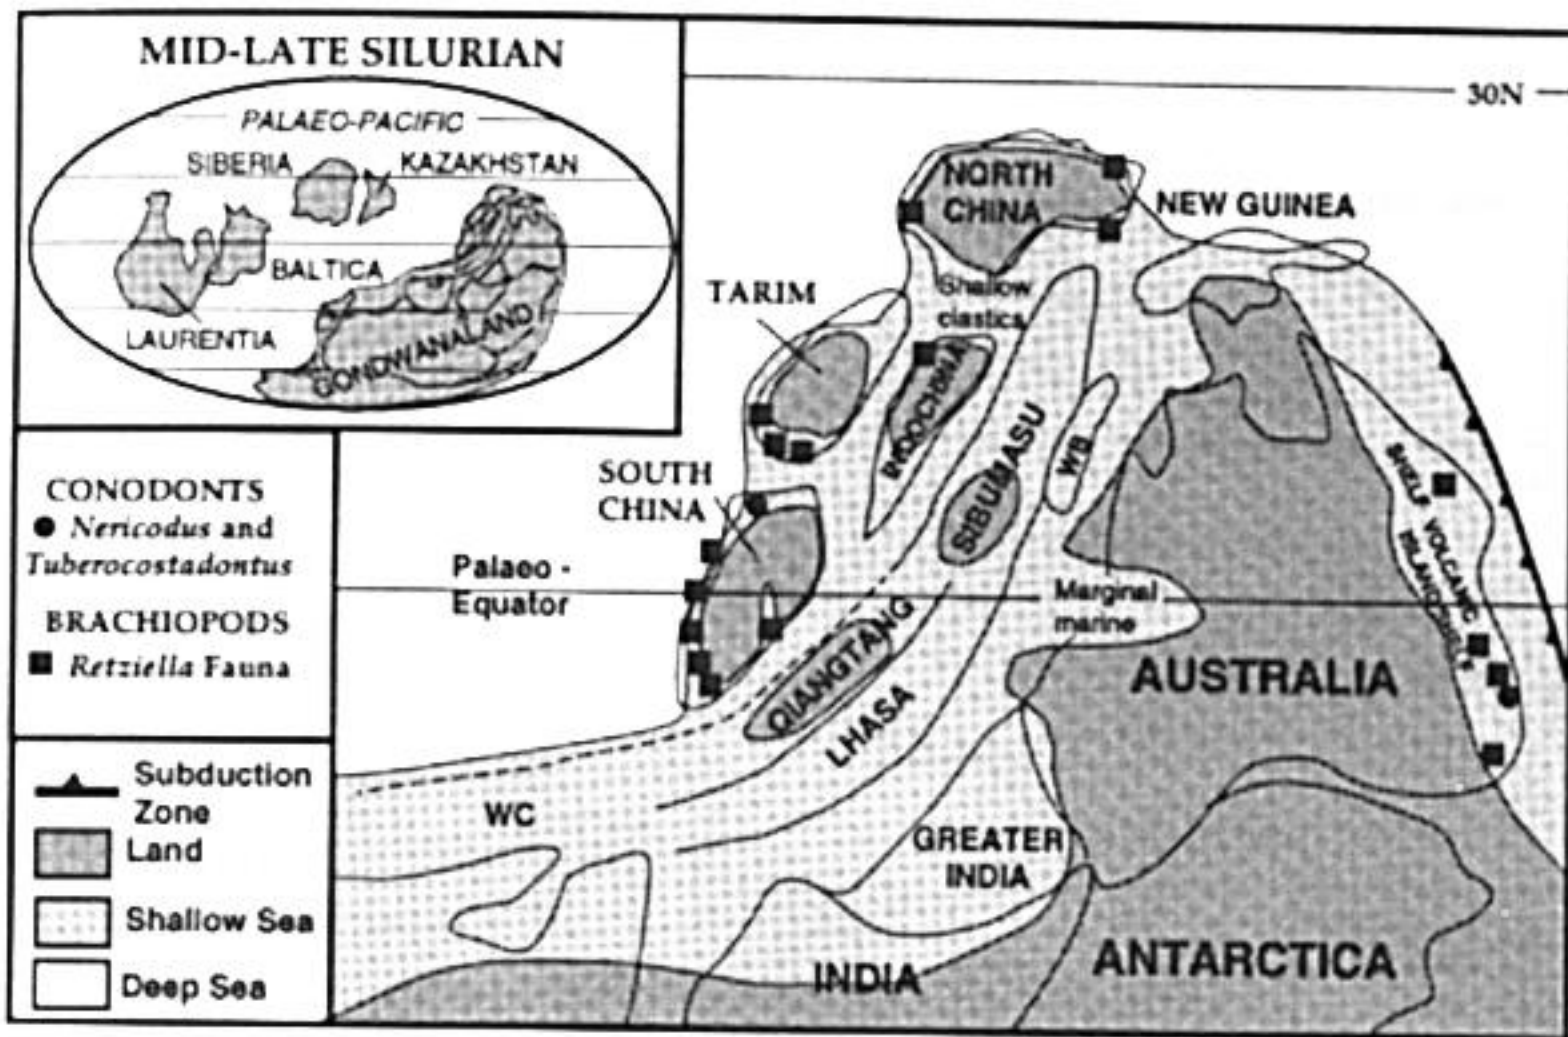 MID-LATE SILURIAN
PALAEO-PACIFIC
SIBERIA
KAZAKHSTAN
BALTICA
LAURENTIA
GONDWANALAND
CONODONTS
Nericodus and
Tuberocostadontus
BRACHIOPODS
Retziella Fauna
Subduction
Zone
Land
Shallow Sea
Deep Sea
30N
NORTH
CHINA
NEW GUINEA
Shallow
clastics
TARIM
INDOCHINA
SIBUMASU
WB
SOUTH
CHINA
Palaeo -
Equator
SHELF VOLCANIC
Marginal
marine
QIANGTANG
LHASA
AUSTRALIA
WC
GREATER
INDIA
INDIA
ANTARCTICA